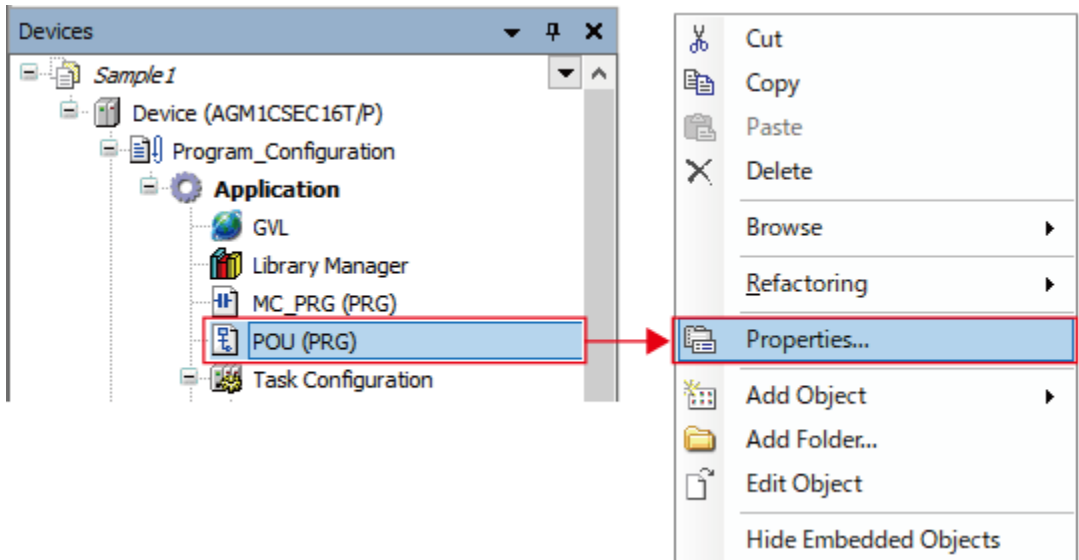 Devices
Sample1
Device (AGM1CSEC16T/P)
Program_Configuration
Application
GVL
Library Manager
MC_PRG (PRG)
POU (PRG)
Task Configuration
Cut
Copy
Paste
Delete
Browse
Refactoring
Properties...
Add Object
Add Folder...
Edit Object
Hide Embedded Objects